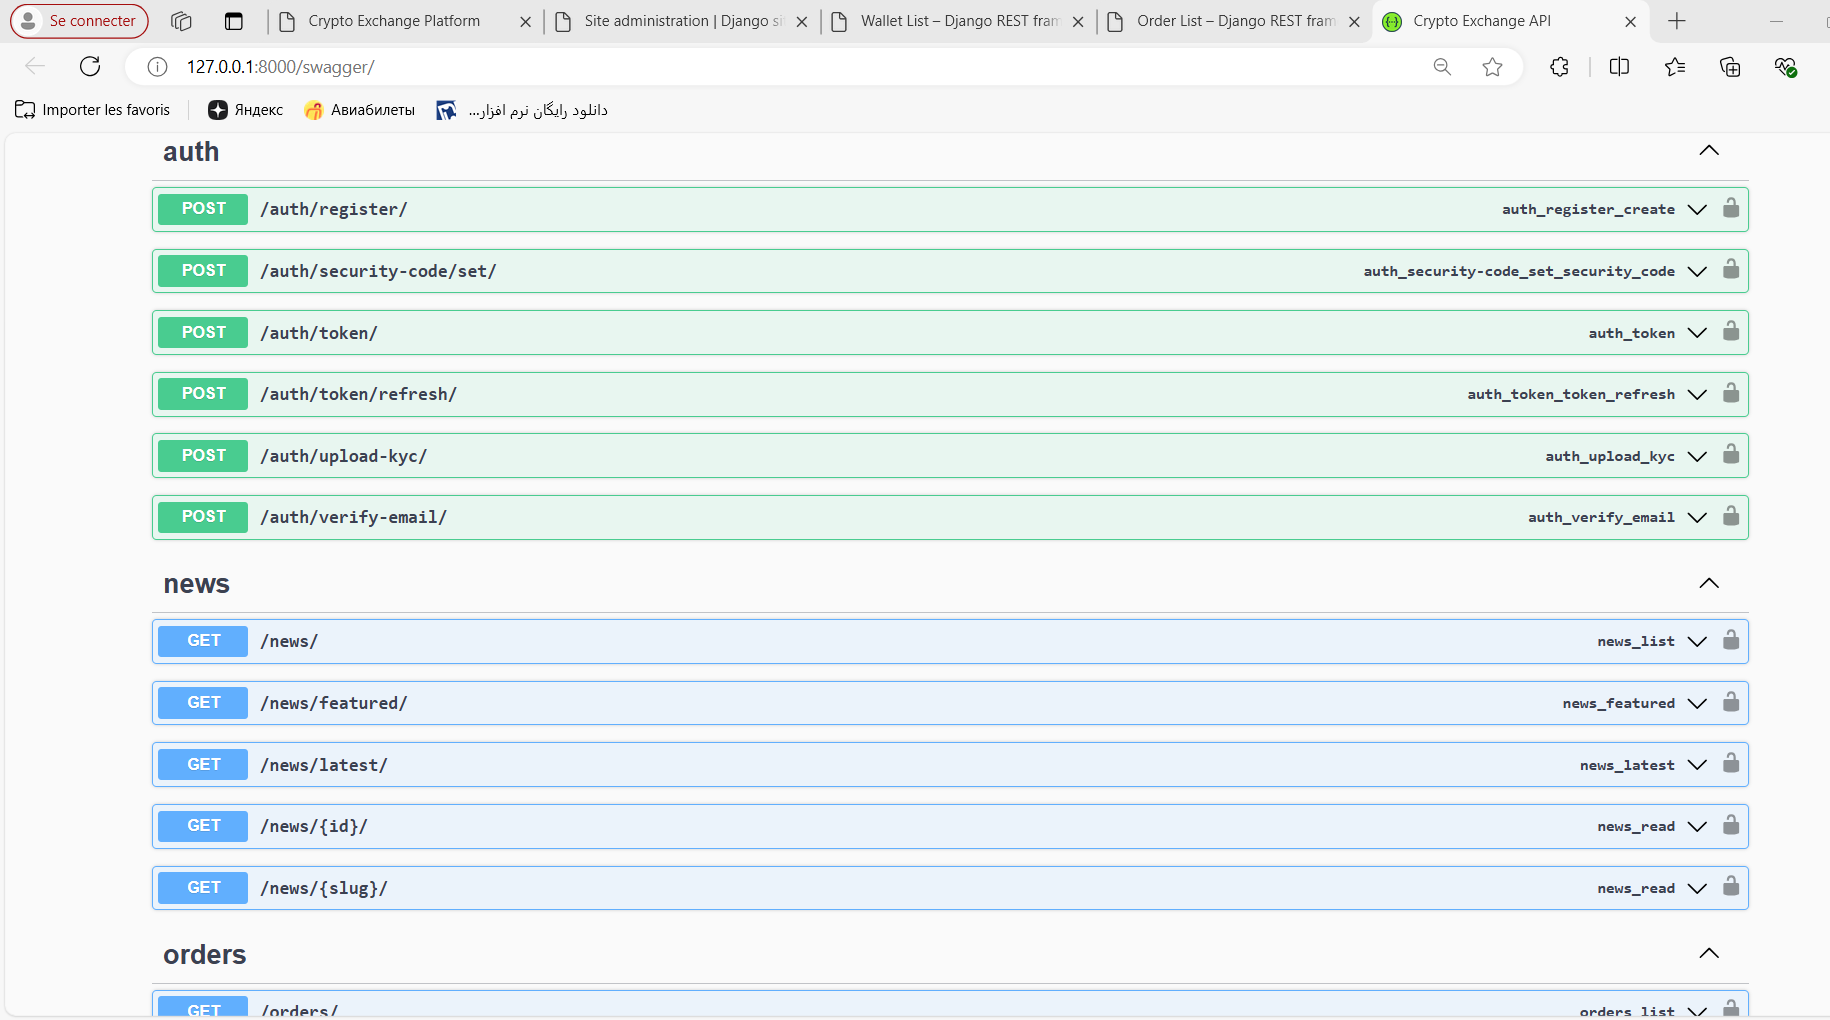 Se connecter
Crypto Exchange Platform
Site administration | Django si
Wallet List – Django REST fram
Order List – Django REST fram
Crypto Exchange API
127.0.0.1:8000/swagger/
Importer les favoris
Яндекс
Авиабилеты
دانلود رایگان نرم افزار...
auth
POST /auth/register/ auth_register_create
POST /auth/security-code/set/ auth_security-code_set_security_code
POST /auth/token/ auth_token
POST /auth/token/refresh/ auth_token_token_refresh
POST /auth/upload-kyc/ auth_upload_kyc
POST /auth/verify-email/ auth_verify_email
news
GET /news/ news_list
GET /news/featured/ news_featured
GET /news/latest/ news_latest
GET /news/{id}/ news_read
GET /news/{slug}/ news_read
orders
GET /orders/ orders_list